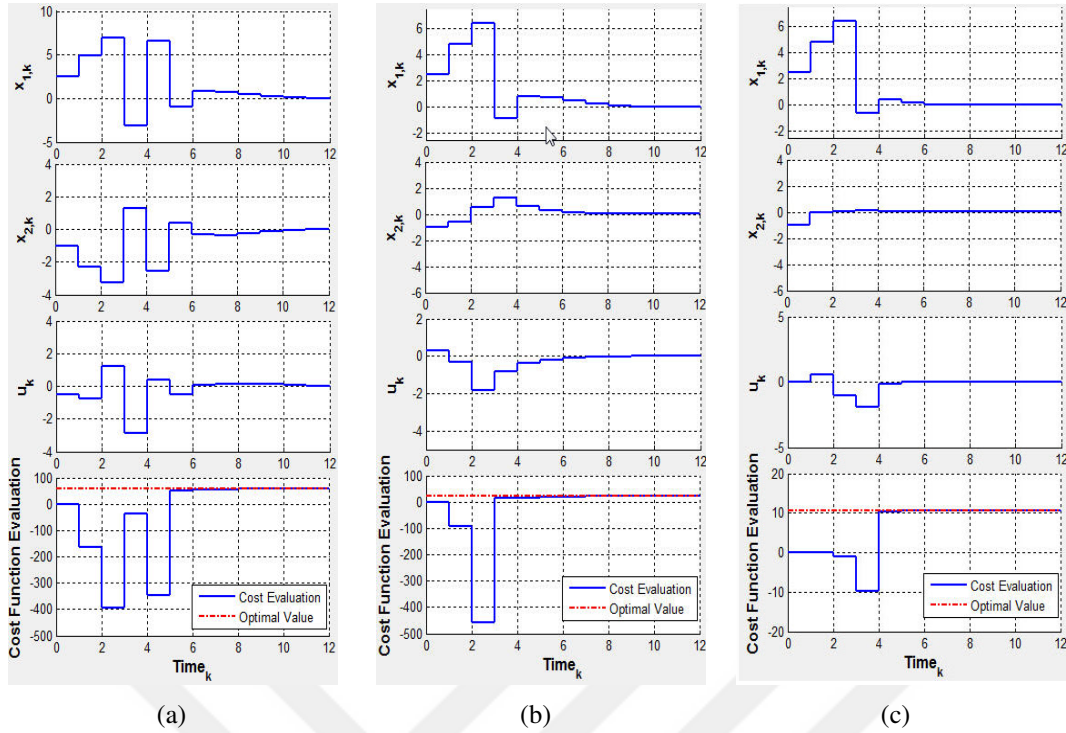 10
5
0
-5
x1,k
0 2 4 6 8 10 12
4
2
0
-2
-4
x2,k
0 2 4 6 8 10 12
4
2
0
-2
-4
uk
0 2 4 6 8 10 12
100
0
-100
-200
-300
-400
-500
Cost Function Evaluation
Cost Evaluation
Optimal Value
0 2 4 6 8 10 12
Timek
(a)
6
4
2
0
-2
x1,k
0 2 4 6 8 10 12
4
2
0
-2
-4
-6
x2,k
0 2 4 6 8 10 12
2
0
-2
-4
uk
0 2 4 6 8 10 12
100
0
-100
-200
-300
-400
-500
Cost Function Evaluation
Cost Evaluation
Optimal Value
0 2 4 6 8 10 12
Timek
(b)
6
4
2
0
-2
x1,k
0 2 4 6 8 10 12
4
2
0
-2
-4
-6
x2,k
0 2 4 6 8 10 12
5
0
-5
uk
0 2 4 6 8 10 12
20
10
0
-10
-20
Cost Function Evaluation
Cost Evaluation
Optimal Value
0 2 4 6 8 10 12
Timek
(c)